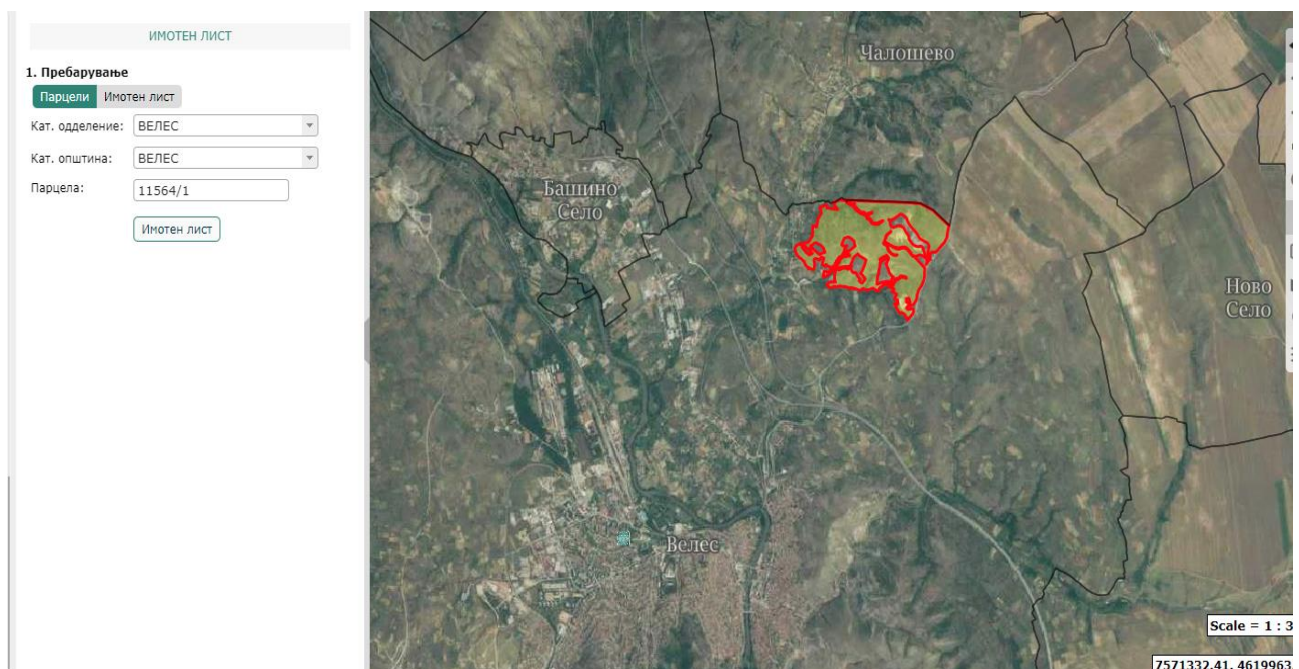 ИМОТЕН ЛИСТ
1. Пребарување
Парцели Имотен лист
Кат. одделение: ВЕЛЕС
Кат. општина: ВЕЛЕС
Парцела: 11564/1
Имотен лист
Чалошево
Башино
Село
Ново
Село
Велес
Scale = 1 : 3
7571332.41, 4619963